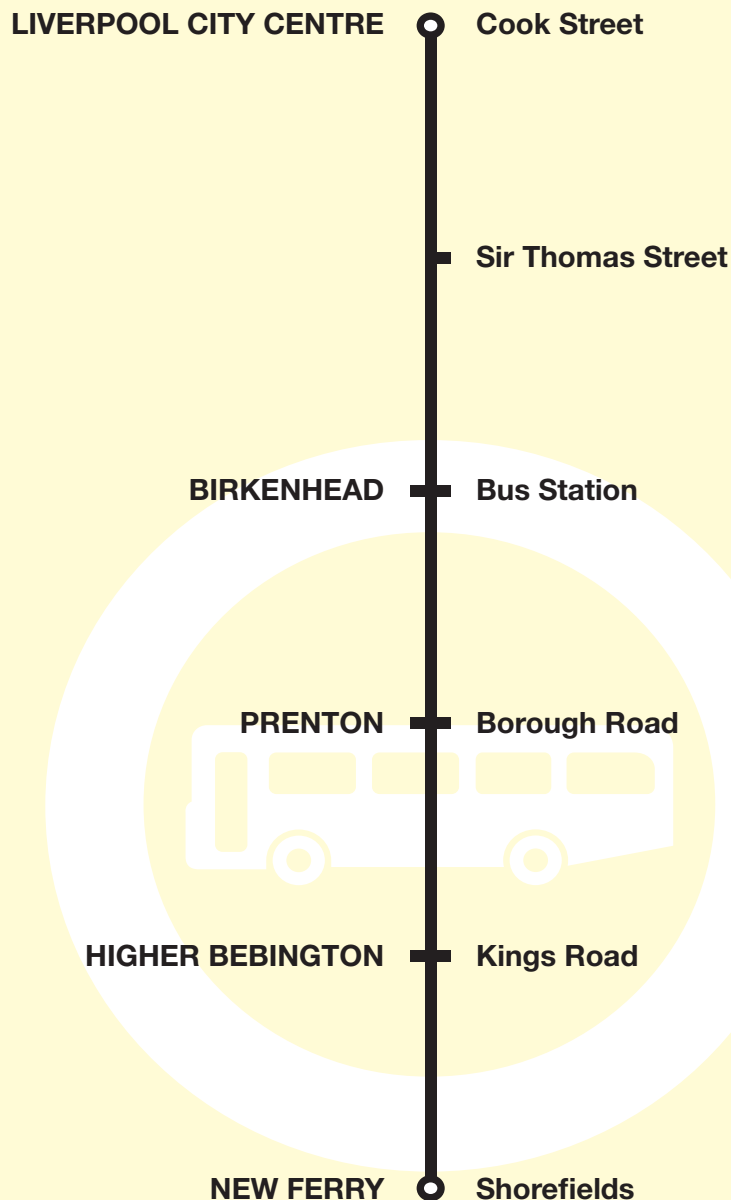 LIVERPOOL CITY CENTRE Cook Street
Sir Thomas Street
BIRKENHEAD Bus Station
PRENTON Borough Road
HIGHER BEBINGTON Kings Road
NEW FERRY Shorefields